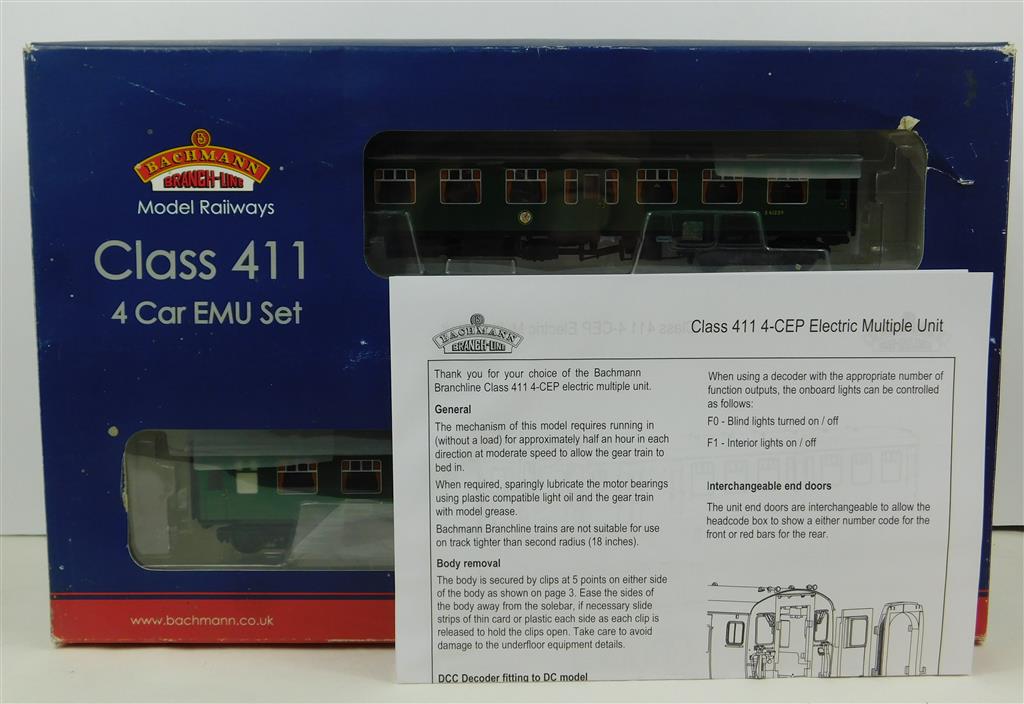 BACHMANN
BRANCH-LINE
Model Railways
Class 411
4 Car EMU Set
www.bachmann.co.uk
BACHMANN
BRANCH-LINE
Class 411 4-CEP Electric Multiple Unit
Thank you for your choice of the Bachmann
Branchline Class 411 4-CEP electric multiple unit.
General
The mechanism of this model requires running in
(without a load) for approximately half an hour in each
direction at moderate speed to allow the gear train to
bed in.
When required, sparingly lubricate the motor bearings
using plastic compatible light oil and the gear train
with model grease.
Bachmann Branchline trains are not suitable for use
on track tighter than second radius (18 inches).
Body removal
The body is secured by clips at 5 points on either side
of the body as shown on page 3. Ease the sides of
the body away from the solebar, if necessary slide
strips of thin card or plastic each side as each clip is
released to hold the clips open. Take care to avoid
damage to the underfloor equipment details.
DCC Decoder fitting to DC model
When using a decoder with the appropriate number of
function outputs, the onboard lights can be controlled
as follows:
F0 - Blind lights turned on / off
F1 - Interior lights on / off
Interchangeable end doors
The unit end doors are interchangeable to allow the
headcode box to show a either number code for the
front or red bars for the rear.